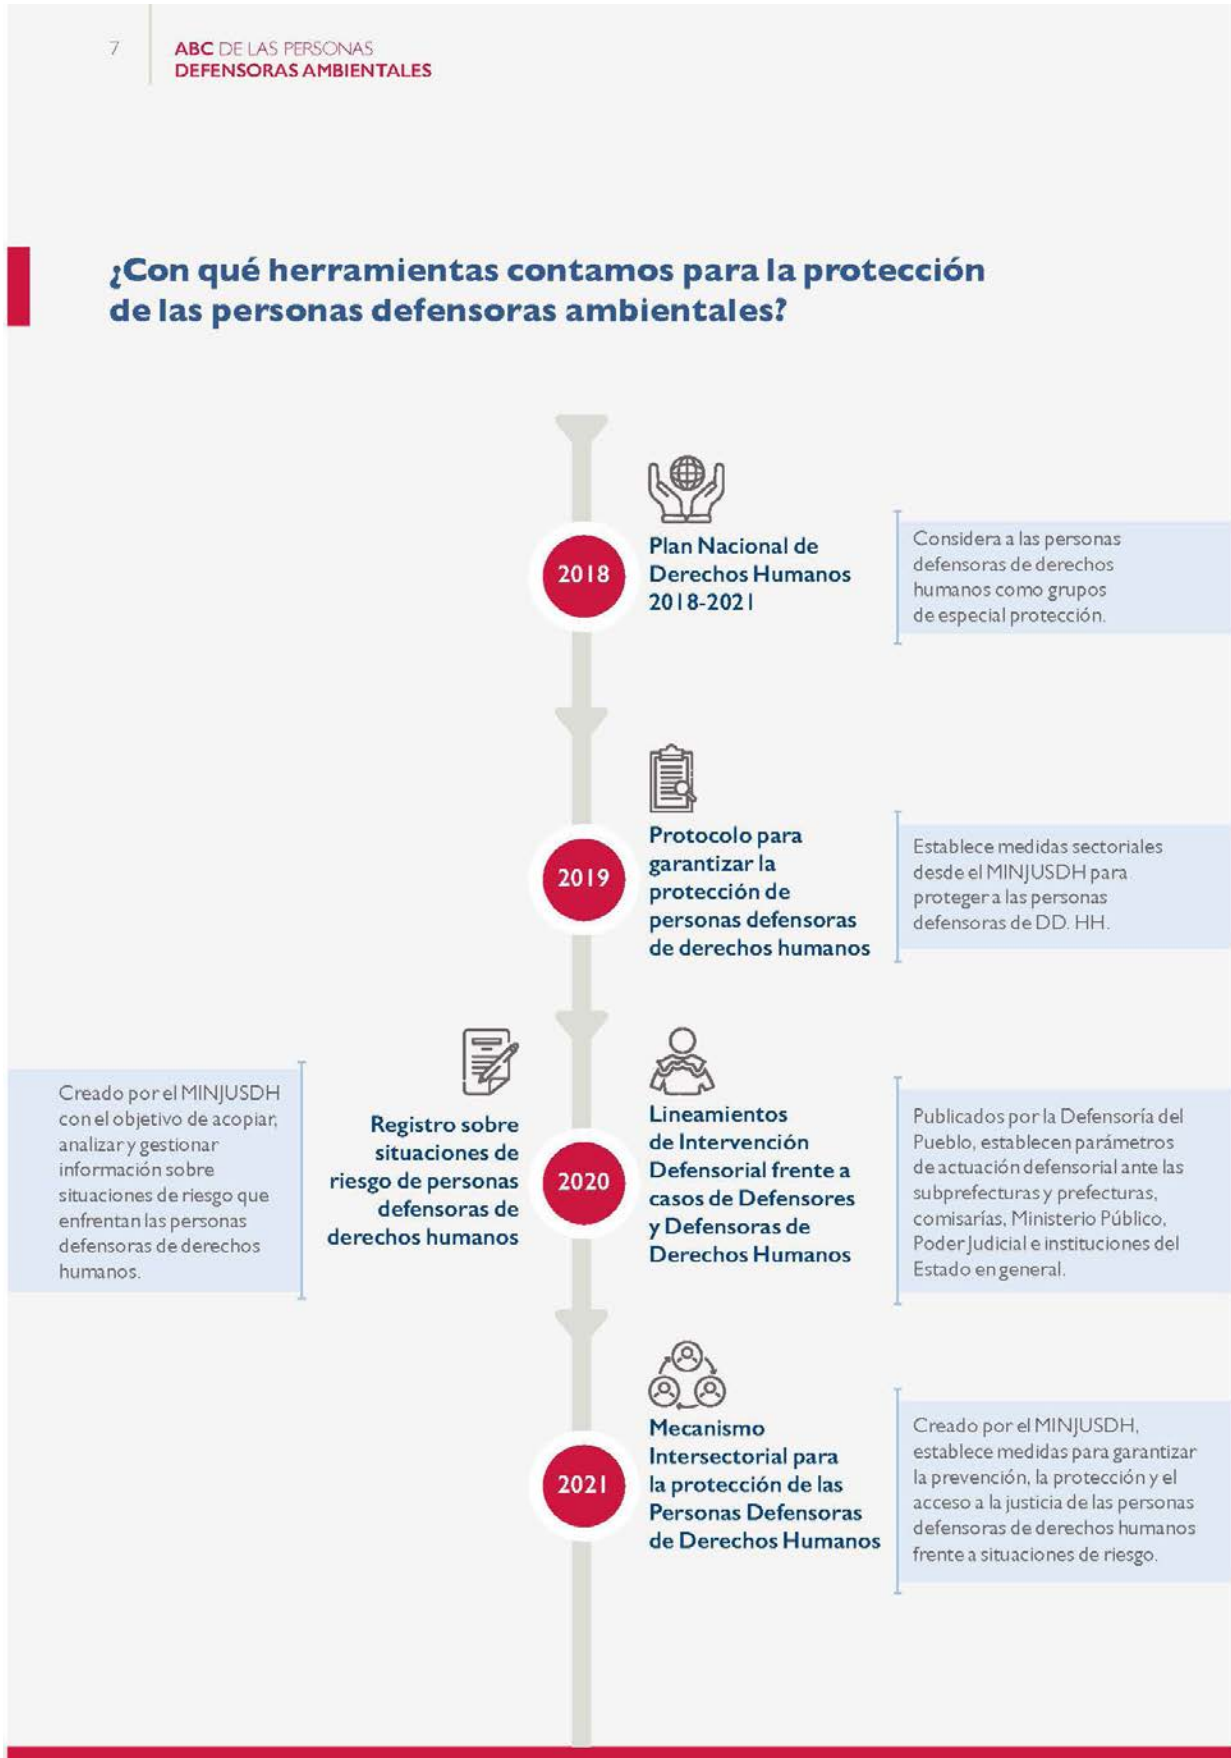 7
ABC DE LAS PERSONAS
DEFENSORAS AMBIENTALES
¿Con qué herramientas contamos para la protección
de las personas defensoras ambientales?
2018
Plan Nacional de
Derechos Humanos
2018-2021
Considera a las personas
defensoras de derechos
humanos como grupos
de especial protección.
2019
Protocolo para
garantizar la
protección de
personas defensoras
de derechos humanos
Establece medidas sectoriales
desde el MINJUSDH para
proteger a las personas
defensoras de DD. HH.
Creado por el MINJUSDH
con el objetivo de acopiar,
analizar y gestionar
información sobre
situaciones de riesgo que
enfrentan las personas
defensoras de derechos
humanos.
Registro sobre
situaciones de
riesgo de personas
defensoras de
derechos humanos
2020
Lineamientos
de Intervención
Defensorial frente a
casos de Defensores
y Defensoras de
Derechos Humanos
Publicados por la Defensoría del
Pueblo, establecen parámetros
de actuación defensorial ante las
subprefecturas y prefecturas,
comisarías, Ministerio Público,
Poder Judicial e instituciones del
Estado en general.
2021
Mecanismo
Intersectorial para
la protección de las
Personas Defensoras
de Derechos Humanos
Creado por el MINJUSDH,
establece medidas para garantizar
la prevención, la protección y el
acceso a la justicia de las personas
defensoras de derechos humanos
frente a situaciones de riesgo.